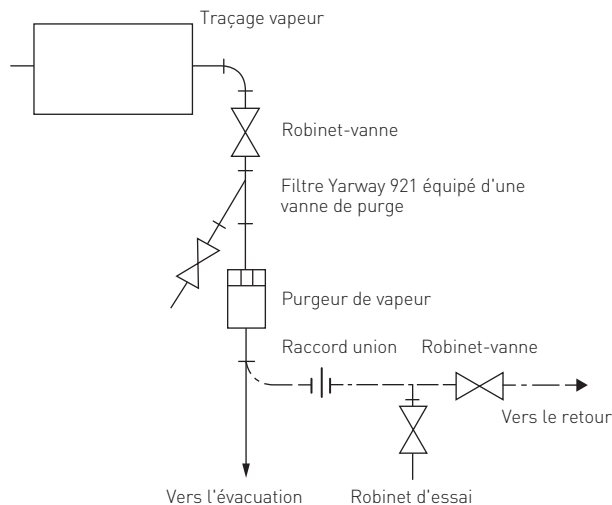 Traçage vapeur
Robinet-vanne
Filtre Yarway 921 équipé d'une
vanne de purge
Purgeur de vapeur
Raccord union
Robinet-vanne
Vers le retour
Vers l'évacuation
Robinet d'essai